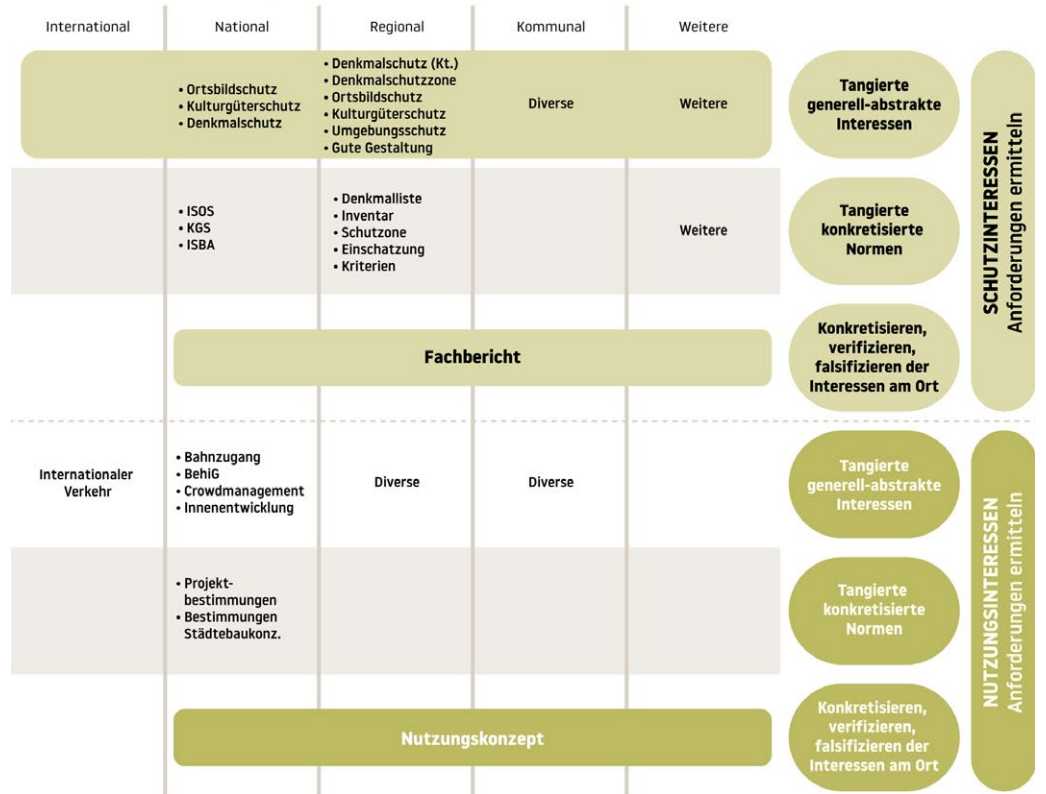 International
National
Regional
Kommunal
Weitere
• Ortsbildschutz
• Kulturgüterschutz
• Denkmalschutz
• Denkmalschutz (Kt.)
• Denkmalschutzzone
• Ortsbildschutz
• Kulturgüterschutz
• Umgebungsschutz
• Gute Gestaltung
Diverse
Weitere
Tangierte
generell-abstrakte
Interessen
• ISOS
• KGS
• ISBA
• Denkmalliste
• Inventar
• Schutzone
• Einschatzung
• Kriterien
Weitere
Tangierte
konkretisierte
Normen
Fachbericht
Konkretisieren,
verifizieren,
falsifizieren der
Interessen am Ort
SCHUTZINTERESSEN
Anforderungen ermitteln
Internationaler
Verkehr
• Bahnzugang
• BehiG
• Crowdmanagement
• Innenentwicklung
Diverse
Diverse
Tangierte
generell-abstrakte
Interessen
• Projekt-
bestimmungen
• Bestimmungen
Städtebaukonz.
Tangierte
konkretisierte
Normen
Nutzungskonzept
Konkretisieren,
verifizieren,
falsifizieren der
Interessen am Ort
NUTZUNGSINTERESSEN
Anforderungen ermitteln